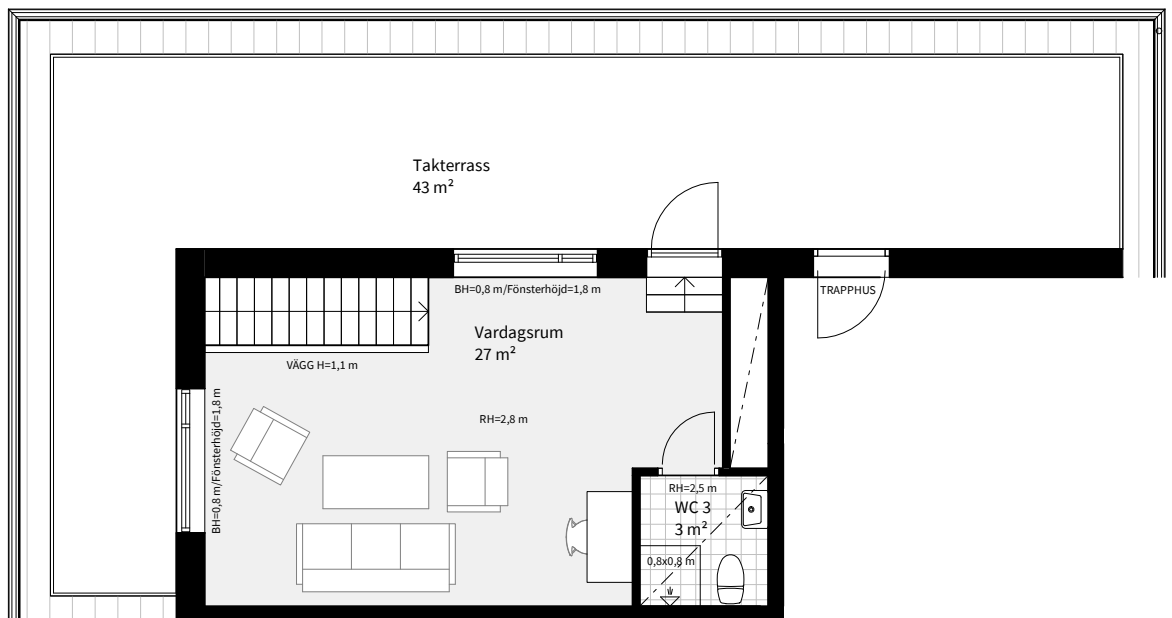 Takterrass
43 m²
BH=0,8 m/Fönsterhöjd=1,8 m
TRAPPHUS
Vardagsrum
27 m²
VÄGG H=1,1 m
BH=0,8 m/Fönsterhöjd=1,8 m
RH=2,8 m
RH=2,5 m
WC 3
3 m²
0,8x0,8 m